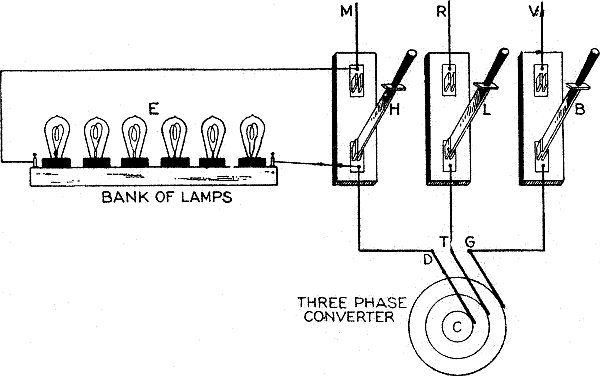 M R V
E H L B
BANK OF LAMPS
D T G
THREE PHASE
CONVERTER
C